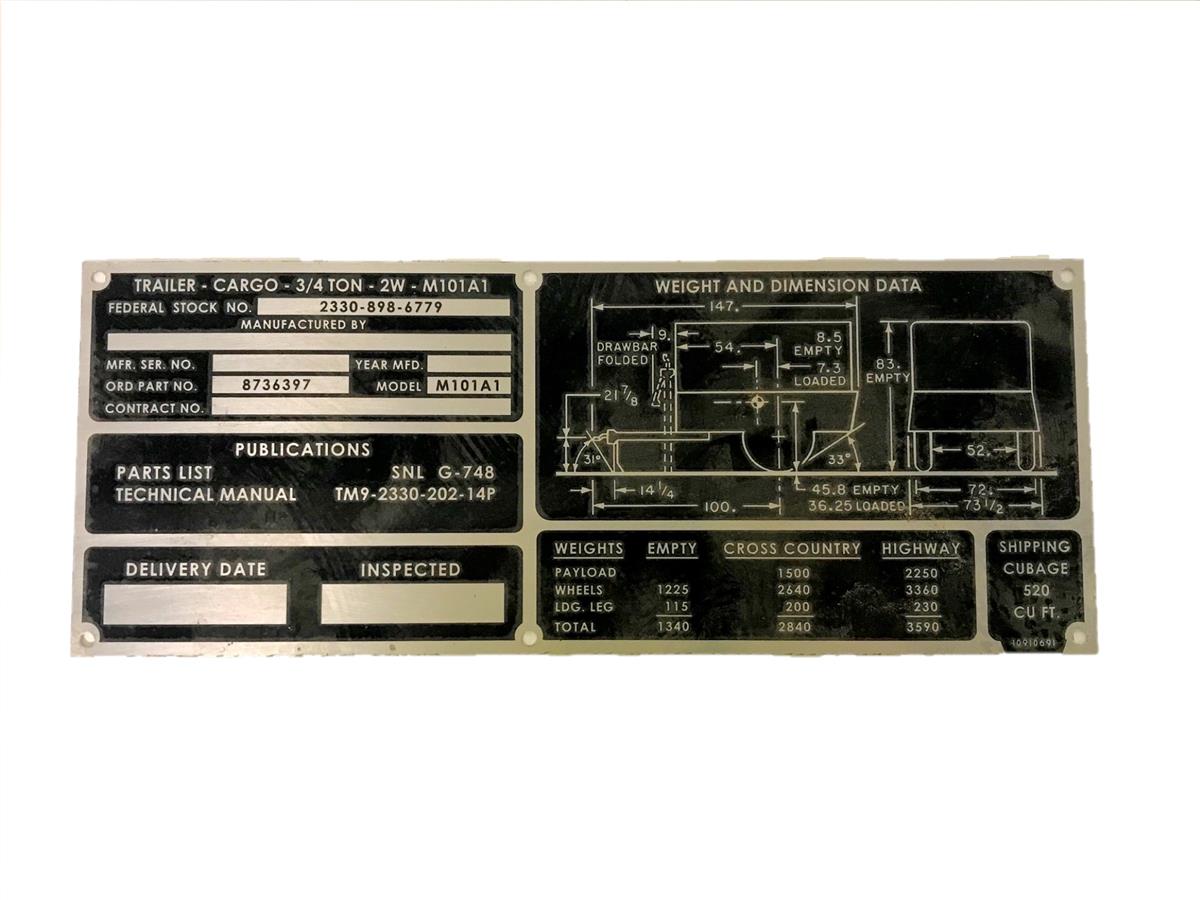 TRAILER - CARGO - 3/4 TON - 2W - M101A1
FEDERAL STOCK NO. 2330-898-6779
MANUFACTURED BY
MFR. SER. NO. YEAR MFD.
ORD PART NO. 8736397 MODEL M101A1
CONTRACT NO.
PUBLICATIONS
PARTS LIST SNL G-748
TECHNICAL MANUAL TM9-2330-202-14P
DELIVERY DATE INSPECTED
WEIGHT AND DIMENSION DATA
147.
9.
DRAWBAR
FOLDED
54.
8.5
EMPTY
7.3
LOADED
83.
EMPTY
21 7/8
31°
33°
52.
14 1/4
45.8 EMPTY
36.25 LOADED
100.
72.
73 1/2
WEIGHTS EMPTY CROSS COUNTRY HIGHWAY
PAYLOAD 1500 2250
WHEELS 1225 2640 3360
LDG. LEG 115 200 230
TOTAL 1340 2840 3590
SHIPPING
CUBAGE
520
CU FT.
10910691